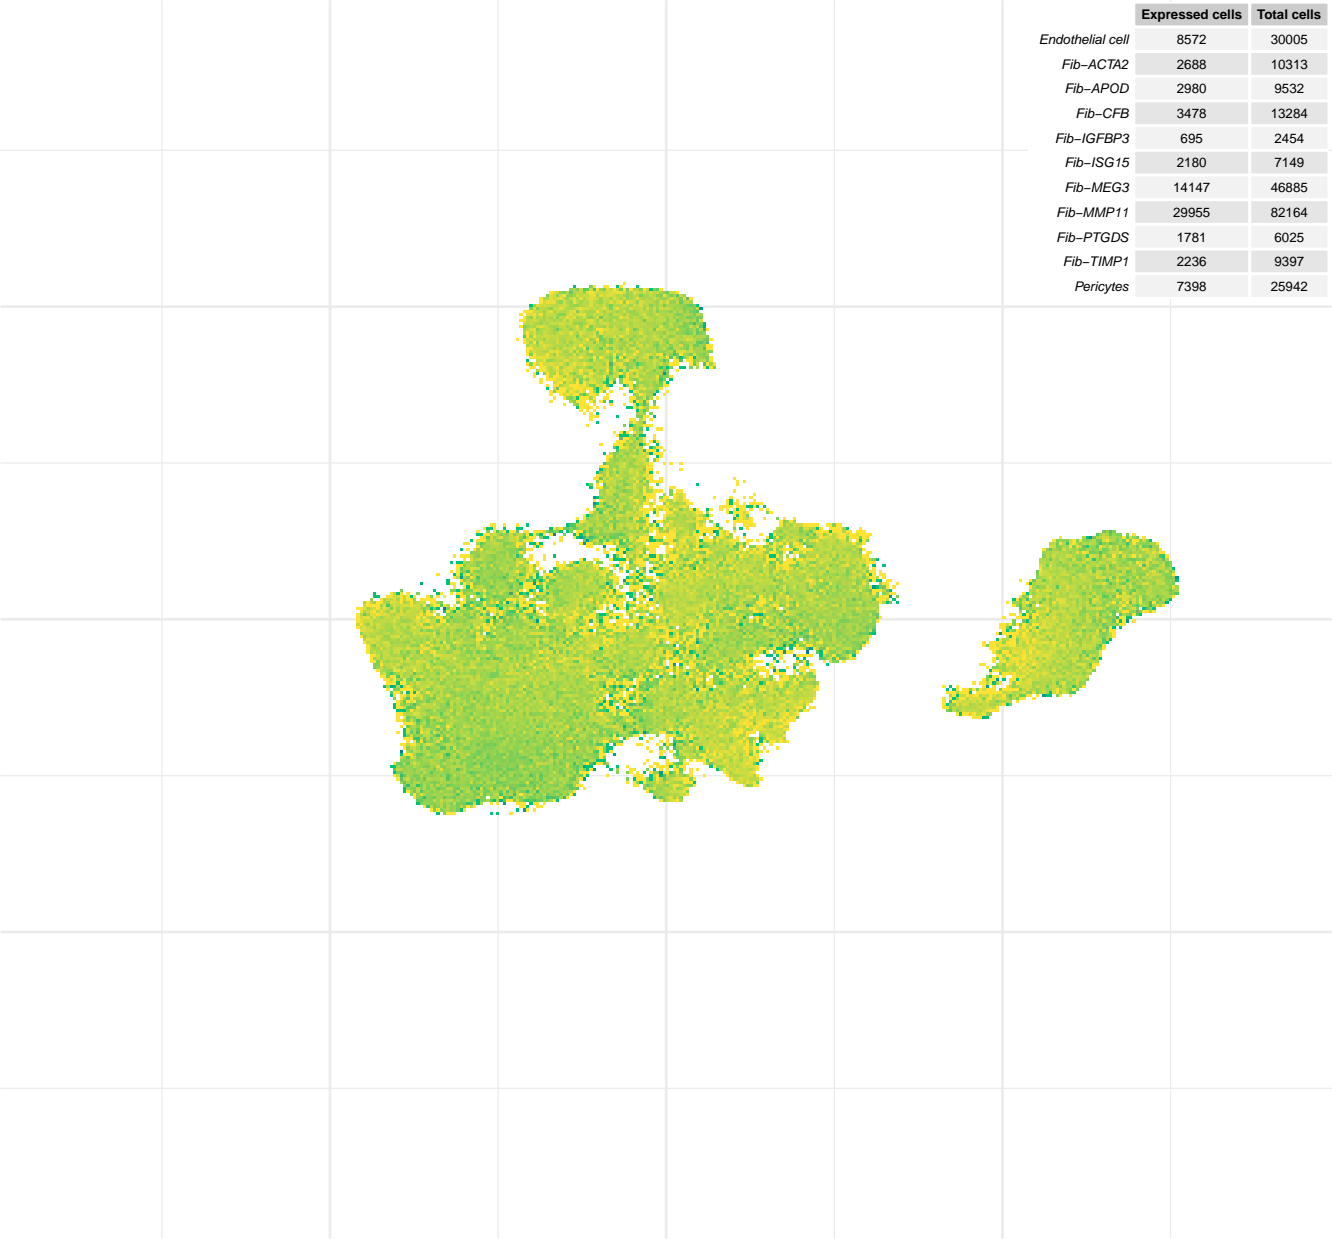 Expressed cells Total cells
Endothelial cell 8572 30005
Fib−ACTA2 2688 10313
Fib−APOD 2980 9532
Fib−CFB 3478 13284
Fib−IGFBP3 695 2454
Fib−ISG15 2180 7149
Fib−MEG3 14147 46885
Fib−MMP11 29955 82164
Fib−PTGDS 1781 6025
Fib−TIMP1 2236 9397
Pericytes 7398 25942